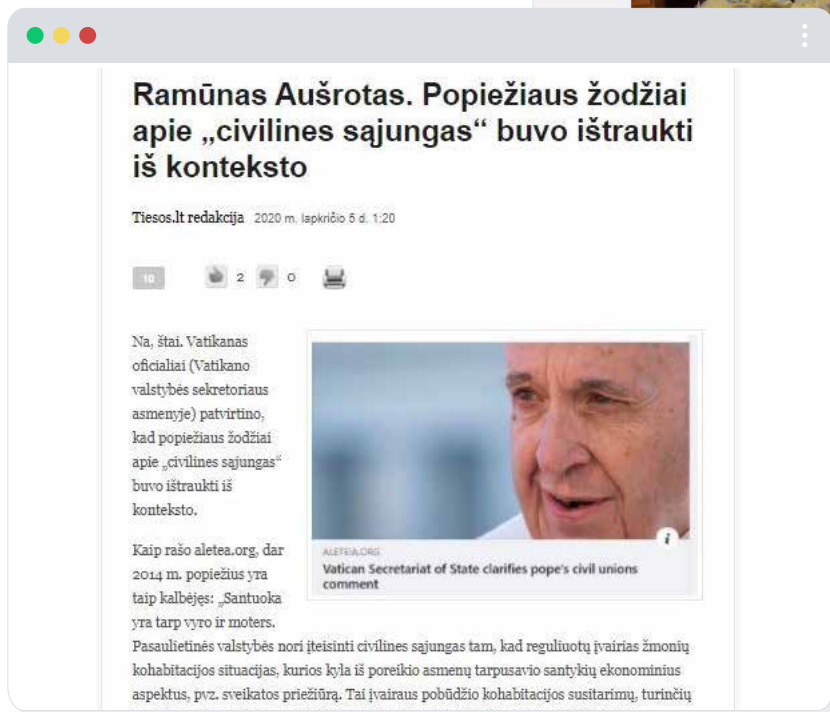 Ramūnas Aušrotas. Popiežiaus žodžiai
apie „civilines sąjungas“ buvo ištraukti
iš konteksto
Tiesos.lt redakcija 2020 m. lapkričio 5 d. 1:20
10 2 0
Na, štai. Vatikanas
oficialiai (Vatikano
valstybės sekretoriaus
asmenyje) patvirtino,
kad popiežiaus žodžiai
apie „civilines sąjungas“
buvo ištraukti iš
konteksto.
ALETEIA.ORG
Vatican Secretariat of State clarifies pope's civil unions
comment
Kaip rašo aletea.org, dar
2014 m. popiežius yra
taip kalbėjęs: „Santuoka
yra tarp vyro ir moters.
Pasaulietinės valstybės nori įteisinti civilines sąjungas tam, kad reguliuotų įvairias žmonių
kohabitacijos situacijas, kurios kyla iš poreikio asmenų tarpusavio santykių ekonominius
aspektus, pvz. sveikatos priežiūrą. Tai įvairaus pobūdžio kohabitacijos susitarimų, turinčių